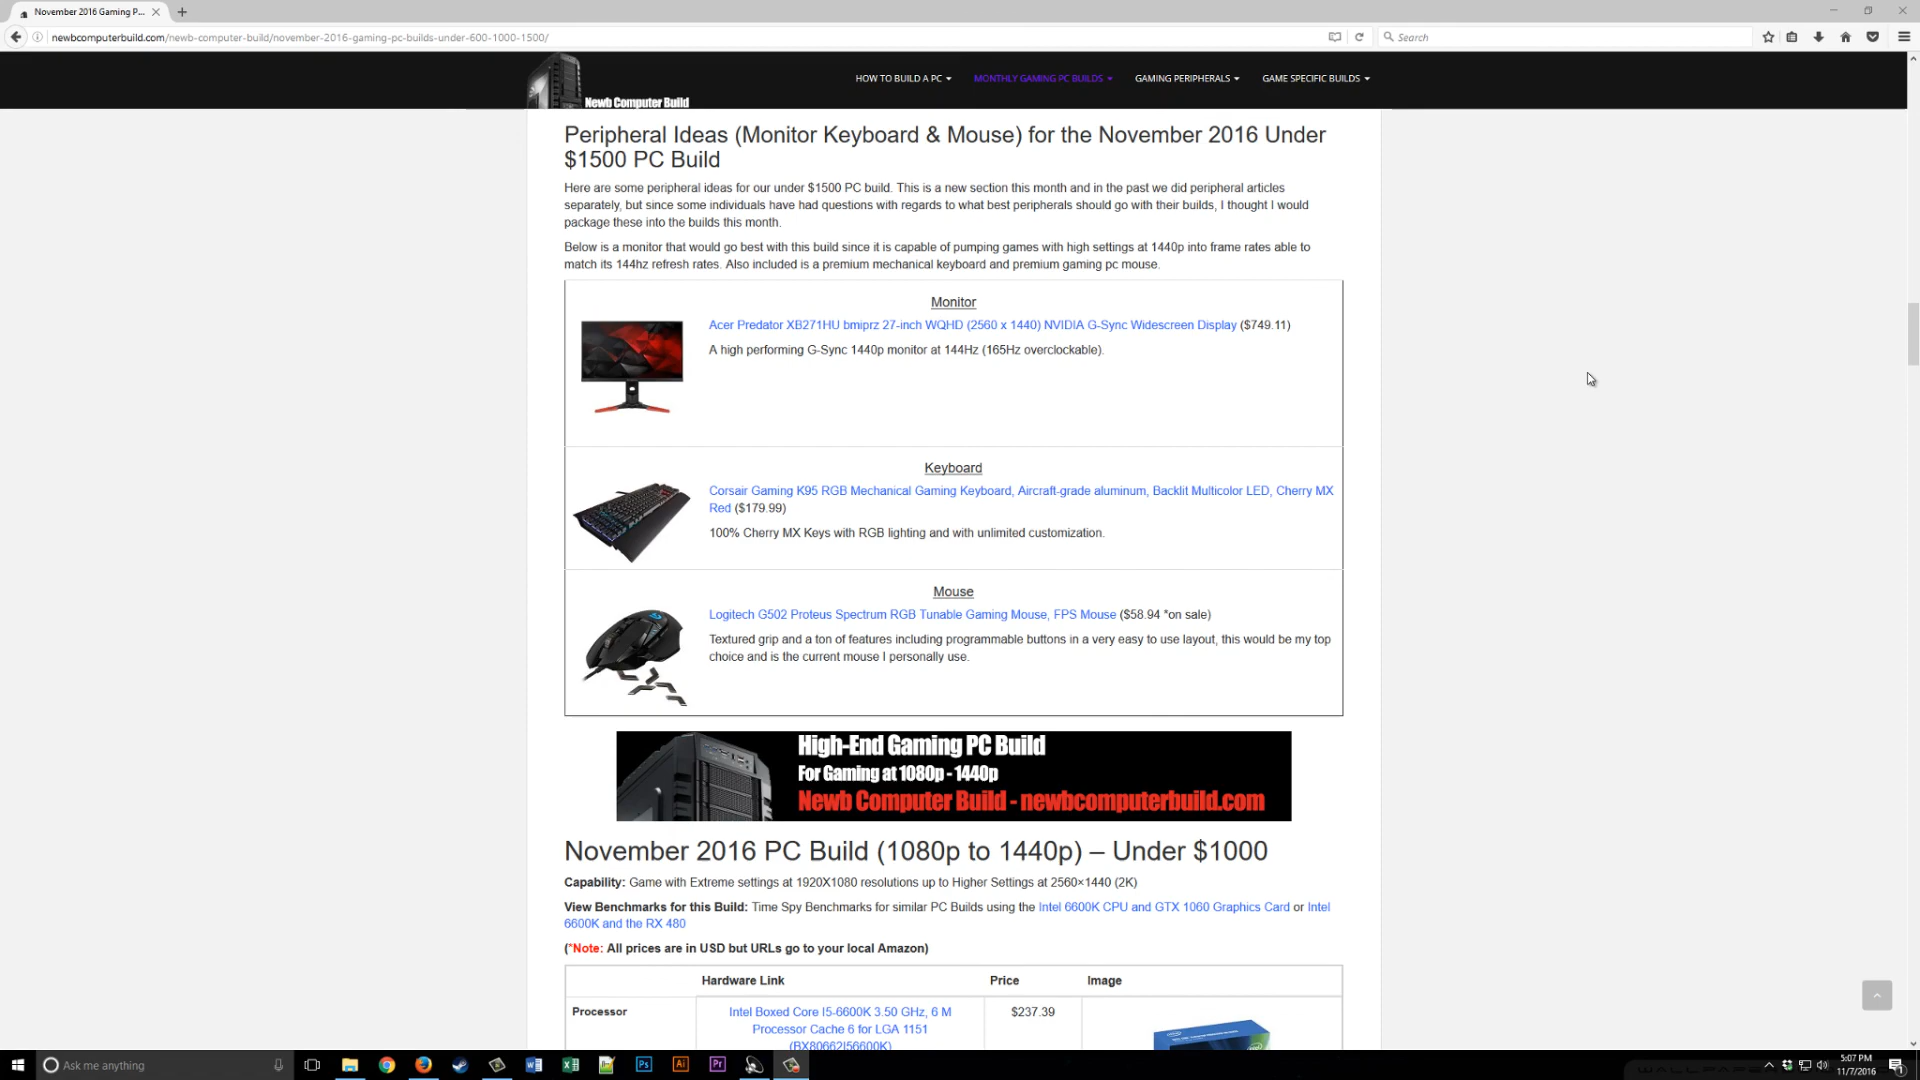 November 2016 Gaming P...
newbcomputerbuild.com/newb-computer-build/november-2016-gaming-pc-builds-under-600-1000-1500/
Search
Newb Computer Build
HOW TO BUILD A PC
MONTHLY GAMING PC BUILDS
GAMING PERIPHERALS
GAME SPECIFIC BUILDS
Peripheral Ideas (Monitor Keyboard & Mouse) for the November 2016 Under
$1500 PC Build
Here are some peripheral ideas for our under $1500 PC build. This is a new section this month and in the past we did peripheral articles
separately, but since some individuals have had questions with regards to what best peripherals should go with their builds, I thought I would
package these into the builds this month.
Below is a monitor that would go best with this build since it is capable of pumping games with high settings at 1440p into frame rates able to
match its 144hz refresh rates. Also included is a premium mechanical keyboard and premium gaming pc mouse.
Monitor
Acer Predator XB271HU bmiprz 27-inch WQHD (2560 x 1440) NVIDIA G-Sync Widescreen Display ($749.11)
A high performing G-Sync 1440p monitor at 144Hz (165Hz overclockable).
Keyboard
Corsair Gaming K95 RGB Mechanical Gaming Keyboard, Aircraft-grade aluminum, Backlit Multicolor LED, Cherry MX
Red ($179.99)
100% Cherry MX Keys with RGB lighting and with unlimited customization.
Mouse
Logitech G502 Proteus Spectrum RGB Tunable Gaming Mouse, FPS Mouse ($58.94 *on sale)
Textured grip and a ton of features including programmable buttons in a very easy to use layout, this would be my top
choice and is the current mouse I personally use.
High-End Gaming PC Build
For Gaming at 1080p - 1440p
Newb Computer Build - newbcomputerbuild.com
November 2016 PC Build (1080p to 1440p) – Under $1000
Capability: Game with Extreme settings at 1920X1080 resolutions up to Higher Settings at 2560×1440 (2K)
View Benchmarks for this Build: Time Spy Benchmarks for similar PC Builds using the Intel 6600K CPU and GTX 1060 Graphics Card or Intel
6600K and the RX 480
(*Note: All prices are in USD but URLs go to your local Amazon)
Hardware Link Price Image
Processor Intel Boxed Core I5-6600K 3.50 GHz, 6 M $237.39
Processor Cache 6 for LGA 1151
(BX80662I56600K)
Ask me anything
5:07 PM
11/7/2016